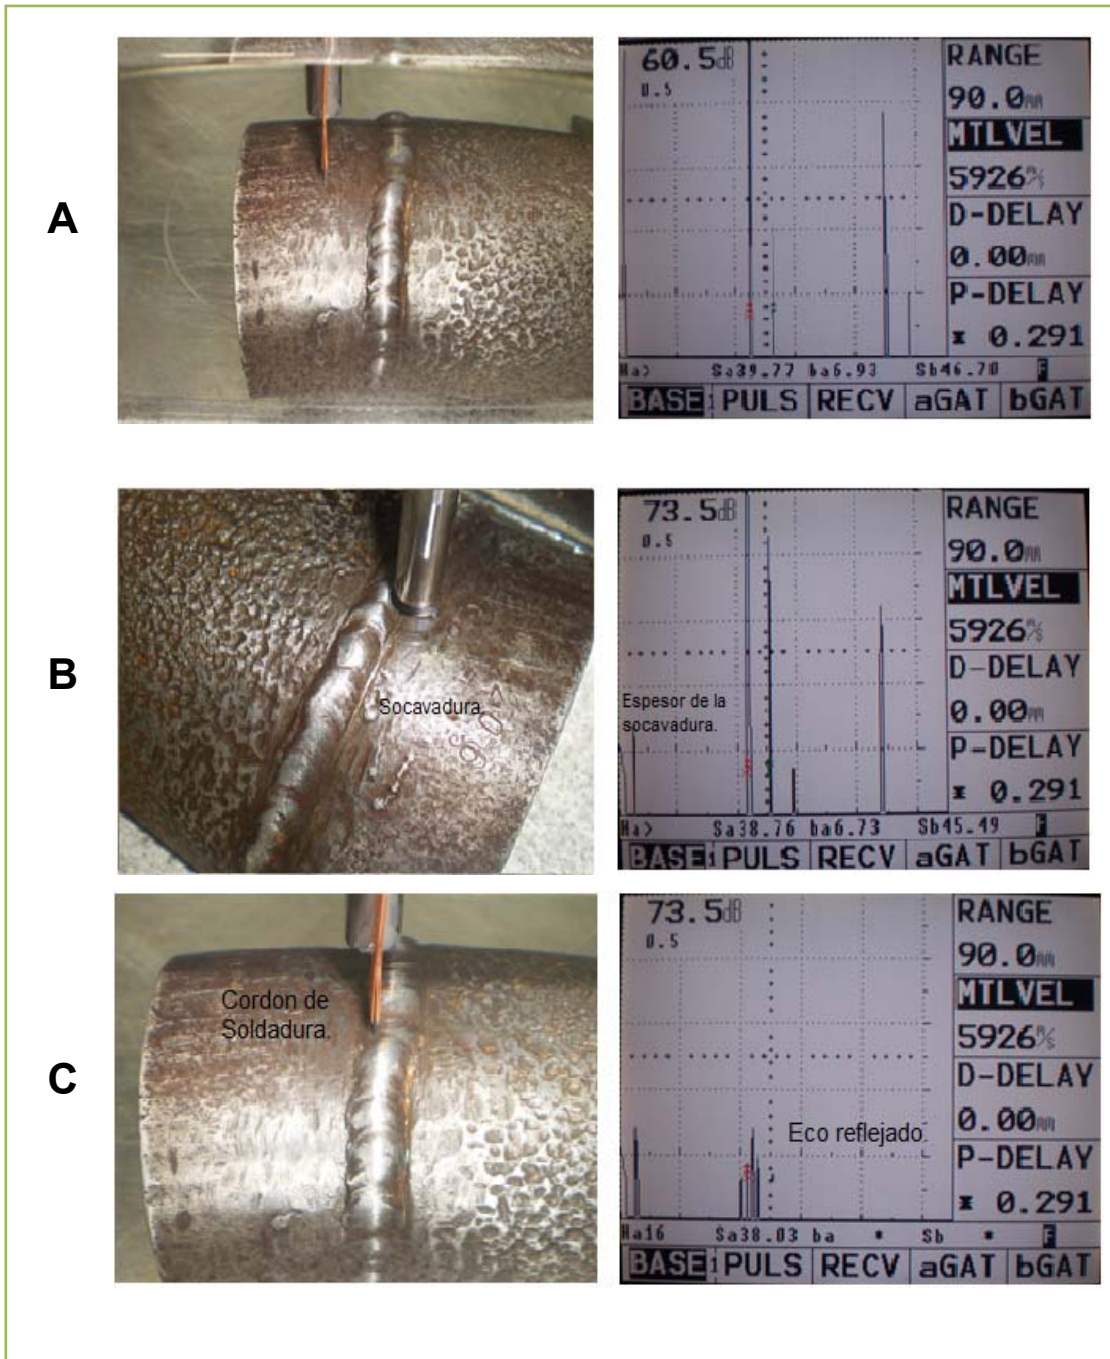 A
60.5dB
0.5
RANGE
90.0mm
MTLVEL
5926m/s
D-DELAY
0.00mm
P-DELAY
0.291
Ha> Sa39.77 ba6.93 Sb46.70 F
BASE PULS RECV aGAT bGAT
B
Socavadura.
73.5dB
0.5
Espesor de la
socavadura.
RANGE
90.0mm
MTLVEL
5926m/s
D-DELAY
0.00mm
P-DELAY
0.291
Ha> Sa38.76 ba6.73 Sb45.49 F
BASE PULS RECV aGAT bGAT
C
Cordon de
Soldadura.
73.5dB
0.5
Eco reflejado.
RANGE
90.0mm
MTLVEL
5926m/s
D-DELAY
0.00mm
P-DELAY
0.291
Ha16 Sa38.03 ba * Sb * F
BASE PULS RECV aGAT bGAT